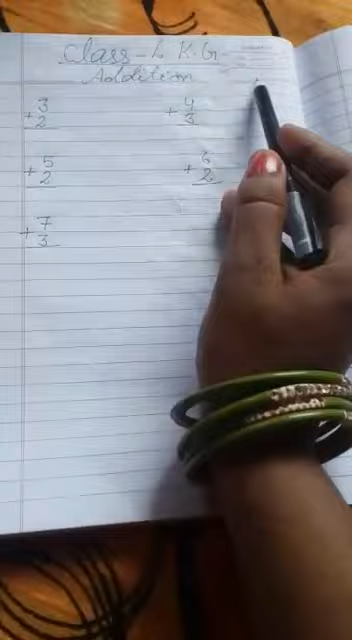 Class - L K.G
Addition
3 4
+ 2 + 3
5 6
+ 2 + 2
7
+ 3